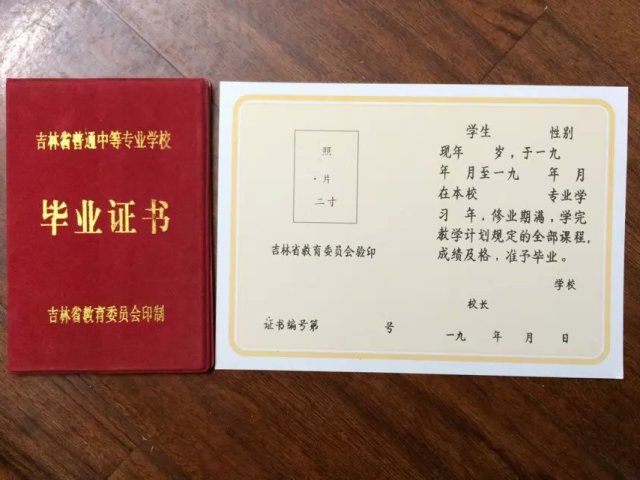 吉林省普通中等专业学校
毕业证书
吉林省教育委员会印制
照
片
二寸
吉林省教育委员会验印
证书编号第 号
学生 性别
现年 岁，于一九
年 月至一九 年 月
在本校 专业学
习 年，修业期满，学完
教学计划规定的全部课程，
成绩及格，准予毕业。
学校
校长
一九 年 月 日